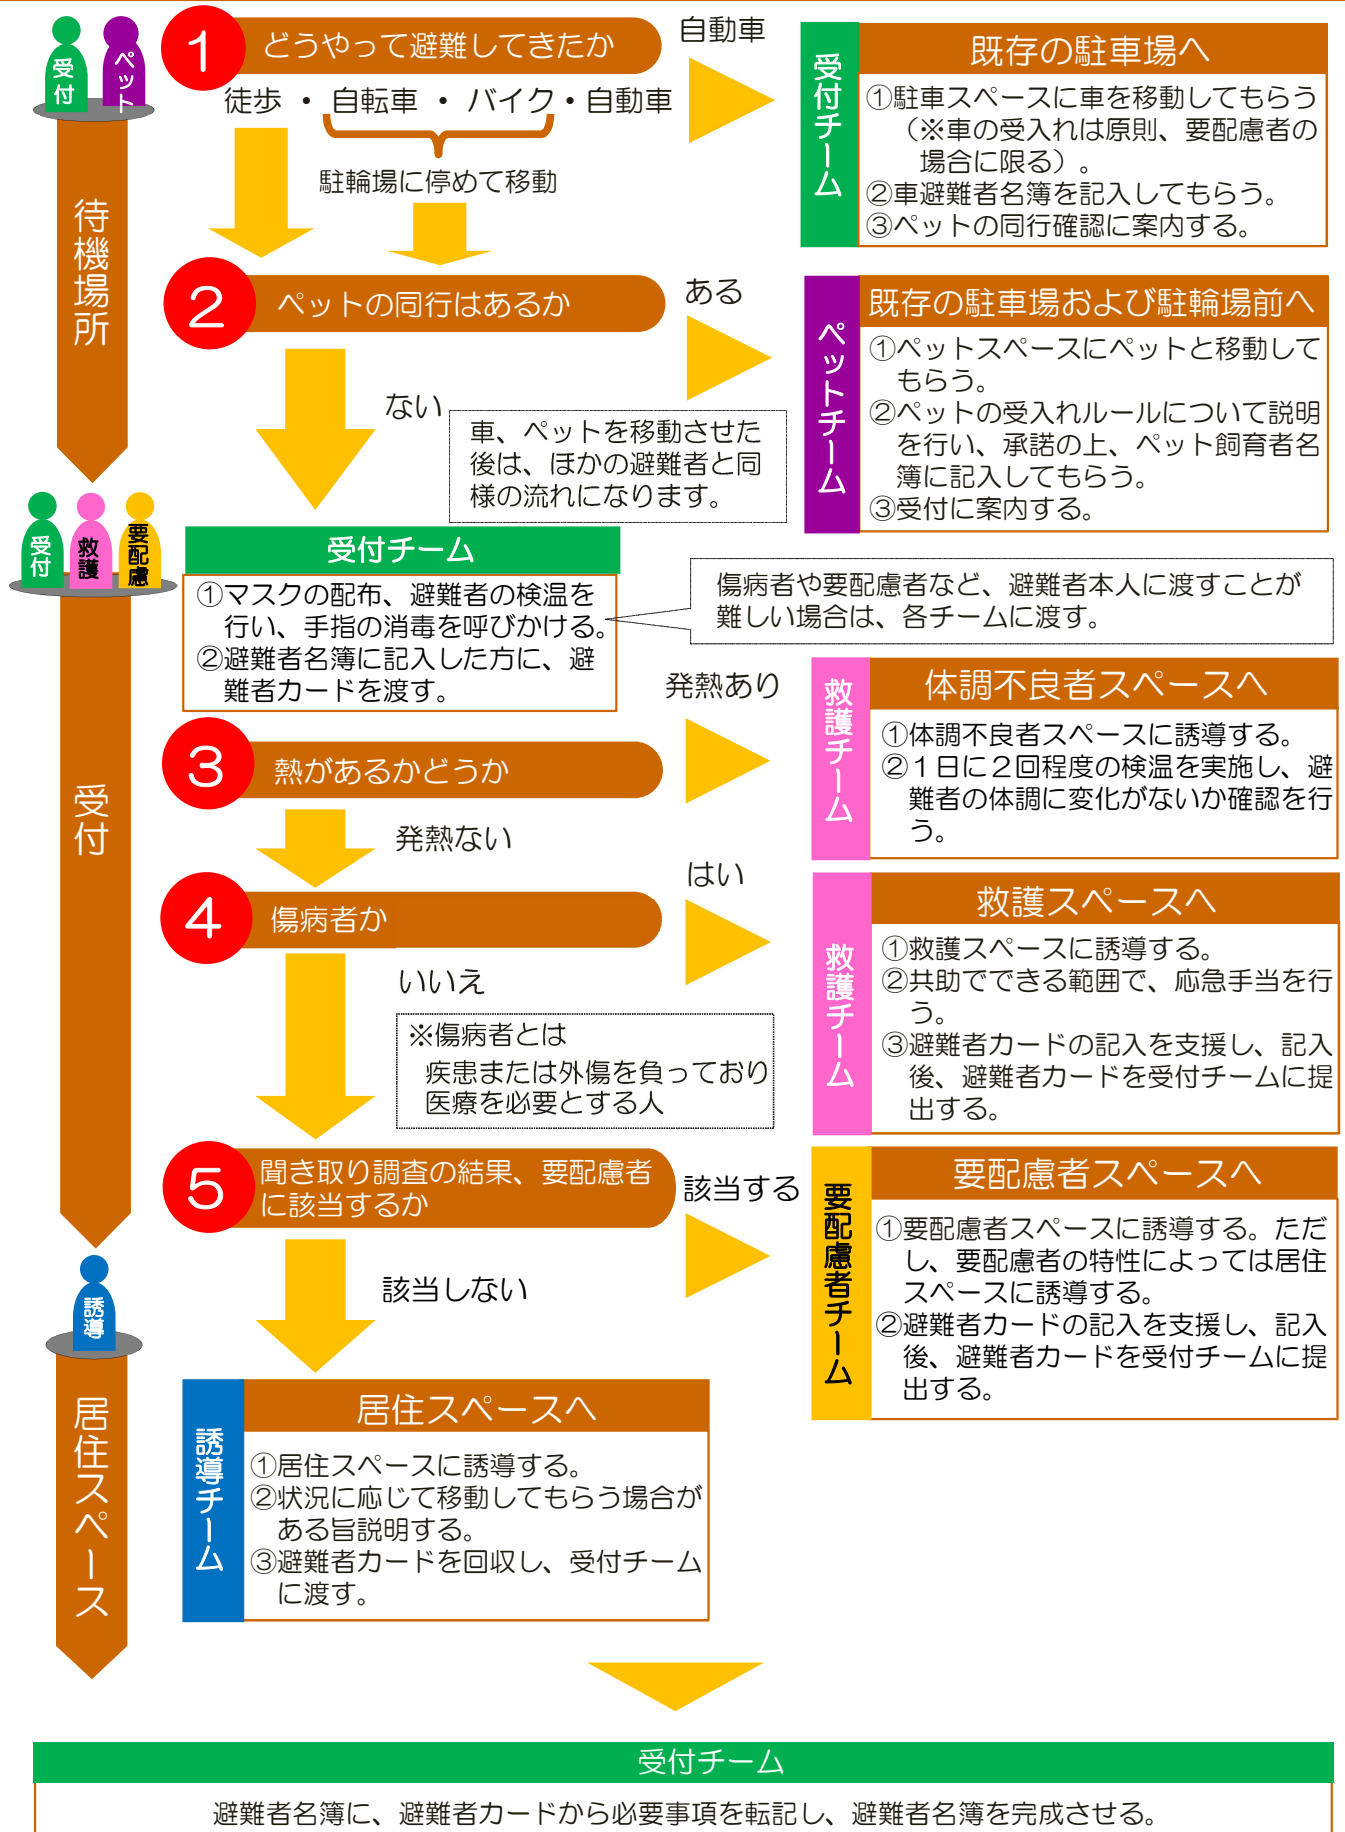 受付
ペット
待機場所
1
どうやって避難してきたか
自動車
徒歩 ・ 自転車 ・ バイク・自動車
駐輪場に停めて移動
受付チーム
既存の駐車場へ
①駐車スペースに車を移動してもらう
（※車の受入れは原則、要配慮者の
場合に限る）。
②車避難者名簿を記入してもらう。
③ペットの同行確認に案内する。
2
ペットの同行はあるか
ある
ない
車、ペットを移動させた
後は、ほかの避難者と同
様の流れになります。
ペットチーム
既存の駐車場および駐輪場前へ
①ペットスペースにペットと移動して
もらう。
②ペットの受入れルールについて説明
を行い、承諾の上、ペット飼育者名
簿に記入してもらう。
③受付に案内する。
受付
救護
要配慮
受付
受付チーム
①マスクの配布、避難者の検温を
行い、手指の消毒を呼びかける。
②避難者名簿に記入した方に、避
難者カードを渡す。
傷病者や要配慮者など、避難者本人に渡すことが
難しい場合は、各チームに渡す。
3
熱があるかどうか
発熱あり
発熱ない
救護チーム
体調不良者スペースへ
①体調不良者スペースに誘導する。
②１日に２回程度の検温を実施し、避
難者の体調に変化がないか確認を行
う。
4
傷病者か
はい
いいえ
※傷病者とは
疾患または外傷を負っており
医療を必要とする人
救護チーム
救護スペースへ
①救護スペースに誘導する。
②共助でできる範囲で、応急手当を行
う。
③避難者カードの記入を支援し、記入
後、避難者カードを受付チームに提
出する。
5
聞き取り調査の結果、要配慮者
に該当するか
該当する
該当しない
要配慮者チーム
要配慮者スペースへ
①要配慮者スペースに誘導する。ただ
し、要配慮者の特性によっては居住
スペースに誘導する。
②避難者カードの記入を支援し、記入
後、避難者カードを受付チームに提
出する。
誘導
居住スペース
誘導チーム
居住スペースへ
①居住スペースに誘導する。
②状況に応じて移動してもらう場合が
ある旨説明する。
③避難者カードを回収し、受付チーム
に渡す。
受付チーム
避難者名簿に、避難者カードから必要事項を転記し、避難者名簿を完成させる。